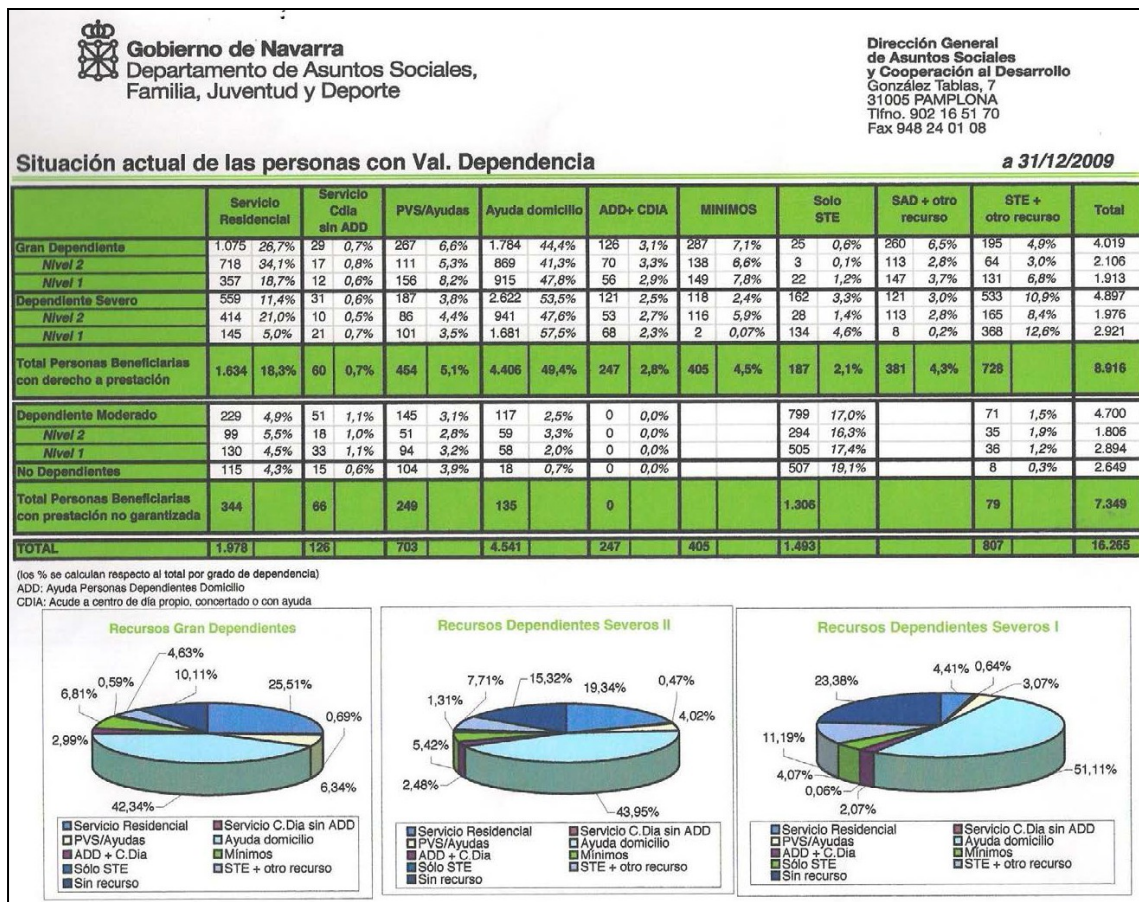 Gobierno de Navarra
Departamento de Asuntos Sociales,
Familia, Juventud y Deporte
Dirección General
de Asuntos Sociales
y Cooperación al Desarrollo
González Tablas, 7
31005 PAMPLONA
Tlfno. 902 16 51 70
Fax 948 24 01 08
Situación actual de las personas con Val. Dependencia
a 31/12/2009
Servicio Residencial Servicio Cdia sin ADD PVS/Ayudas Ayuda domicilio ADD+ CDIA MINIMOS Solo STE SAD + otro recurso STE + otro recurso Total
Gran Dependiente 1.075 26,7% 29 0,7% 267 6,6% 1.784 44,4% 126 3,1% 287 7,1% 25 0,6% 260 6,5% 195 4,9% 4.019
Nivel 2 718 34,1% 17 0,8% 111 5,3% 869 41,3% 70 3,3% 138 6,6% 3 0,1% 113 2,8% 64 3,0% 2.106
Nivel 1 357 18,7% 12 0,6% 156 8,2% 915 47,8% 56 2,9% 149 7,8% 22 1,2% 147 3,7% 131 6,8% 1.913
Dependiente Severo 559 11,4% 31 0,6% 187 3,8% 2.622 53,5% 121 2,5% 118 2,4% 162 3,3% 121 3,0% 533 10,9% 4.897
Nivel 2 414 21,0% 10 0,5% 86 4,4% 941 47,6% 53 2,7% 116 5,9% 28 1,4% 113 2,8% 165 8,4% 1.976
Nivel 1 145 5,0% 21 0,7% 101 3,5% 1.681 57,5% 68 2,3% 2 0,07% 134 4,6% 8 0,2% 368 12,6% 2.921
Total Personas Beneficiarias
con derecho a prestación 1.634 18,3% 60 0,7% 454 5,1% 4.406 49,4% 247 2,8% 405 4,5% 187 2,1% 381 4,3% 728 8.916
Dependiente Moderado 229 4,9% 51 1,1% 145 3,1% 117 2,5% 0 0,0% 799 17,0% 71 1,5% 4.700
Nivel 2 99 5,5% 18 1,0% 51 2,8% 59 3,3% 0 0,0% 294 16,3% 35 1,9% 1.806
Nivel 1 130 4,5% 33 1,1% 94 3,2% 58 2,0% 0 0,0% 505 17,4% 36 1,2% 2.894
No Dependientes 115 4,3% 15 0,6% 104 3,9% 18 0,7% 0 0,0% 507 19,1% 8 0,3% 2.649
Total Personas Beneficiarias
con prestación no garantizada 344 66 249 135 0 1.306 79 7.349
TOTAL 1.978 126 703 4.541 247 405 1.493 807 16.265
(los % se calculan respecto al total por grado de dependencia)
ADD: Ayuda Personas Dependientes Domicilio
CDIA: Acude a centro de día propio, concertado o con ayuda
Recursos Gran Dependientes
4,63%
0,59%
10,11%
25,51%
6,81%
0,69%
2,99%
6,34%
42,34%
Servicio Residencial Servicio C.Dia sin ADD
PVS/Ayudas Ayuda domicilio
ADD + C.Dia Mínimos
Sólo STE STE + otro recurso
Sin recurso
Recursos Dependientes Severos II
7,71%
15,32%
19,34%
0,47%
1,31%
4,02%
5,42%
2,48%
43,95%
Servicio Residencial Servicio C.Dia sin ADD
PVS/Ayudas Ayuda domicilio
ADD + C.Dia Mínimos
Sólo STE STE + otro recurso
Sin recurso
Recursos Dependientes Severos I
4,41%
0,64%
23,38%
3,07%
11,19%
4,07%
51,11%
0,06%
2,07%
Servicio Residencial Servicio C.Dia sin ADD
PVS/Ayudas Ayuda domicilio
ADD + C.Dia Mínimos
Sólo STE STE + otro recurso
Sin recurso